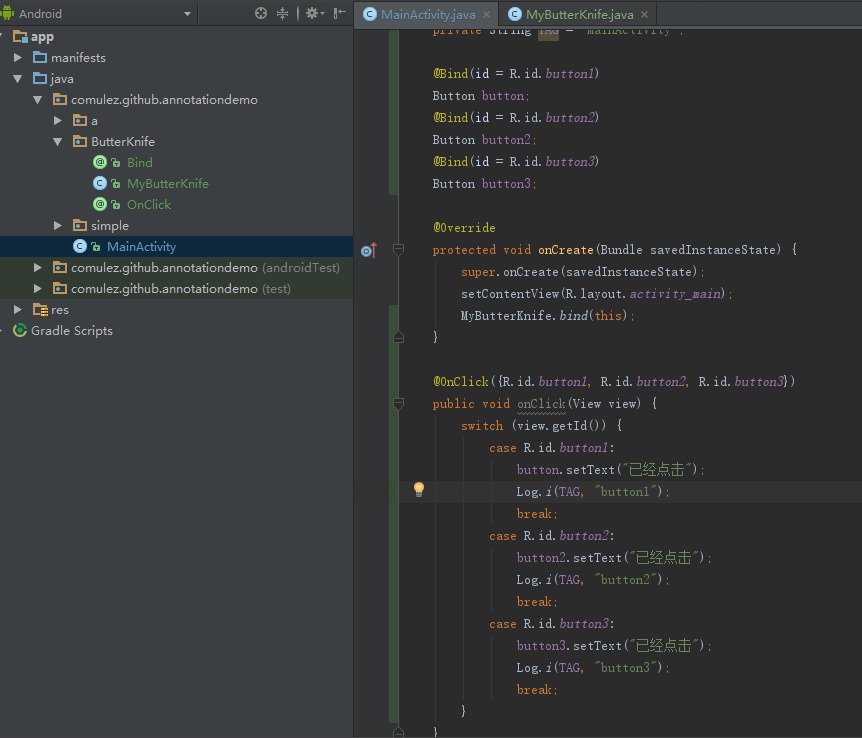 Android
app
manifests
java
comulez.github.annotationdemo
a
ButterKnife
Bind
MyButterKnife
OnClick
simple
MainActivity
comulez.github.annotationdemo (androidTest)
comulez.github.annotationdemo (test)
res
Gradle Scripts
MainActivity.java
MyButterKnife.java
private String TAG = "MainActivity";
@Bind(id = R.id.button1)
Button button;
@Bind(id = R.id.button2)
Button button2;
@Bind(id = R.id.button3)
Button button3;
@Override
protected void onCreate(Bundle savedInstanceState) {
super.onCreate(savedInstanceState);
setContentView(R.layout.activity_main);
MyButterKnife.bind(this);
}
@OnClick({R.id.button1, R.id.button2, R.id.button3})
public void onClick(View view) {
switch (view.getId()) {
case R.id.button1:
button.setText("已经点击");
Log.i(TAG, "button1");
break;
case R.id.button2:
button2.setText("已经点击");
Log.i(TAG, "button2");
break;
case R.id.button3:
button3.setText("已经点击");
Log.i(TAG, "button3");
break;
}
}